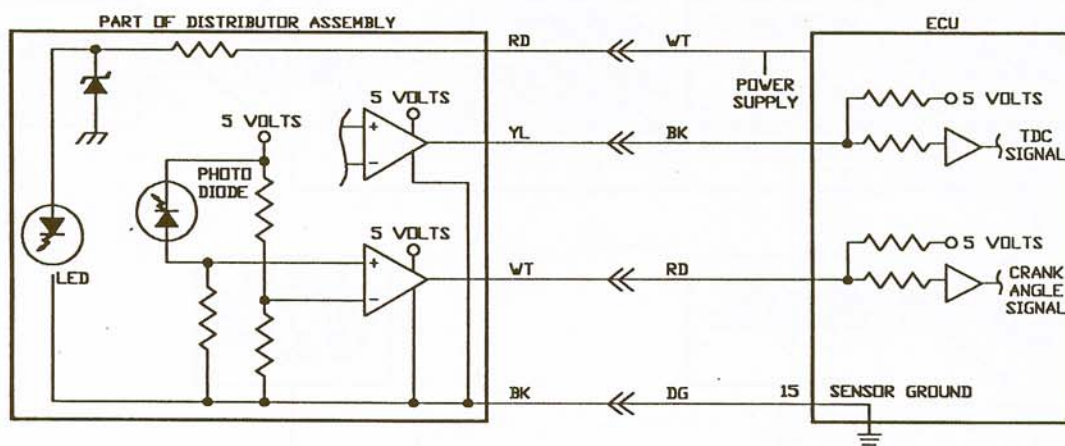 PART OF DISTRIBUTOR ASSEMBLY
ECU
RD
WT
POWER
SUPPLY
5 VOLTS
5 VOLTS
5 VOLTS
YL
BK
TDC
SIGNAL
PHOTO
DIODE
5 VOLTS
5 VOLTS
LED
WT
RD
CRANK
ANGLE
SIGNAL
BK
DG
15
SENSOR GROUND